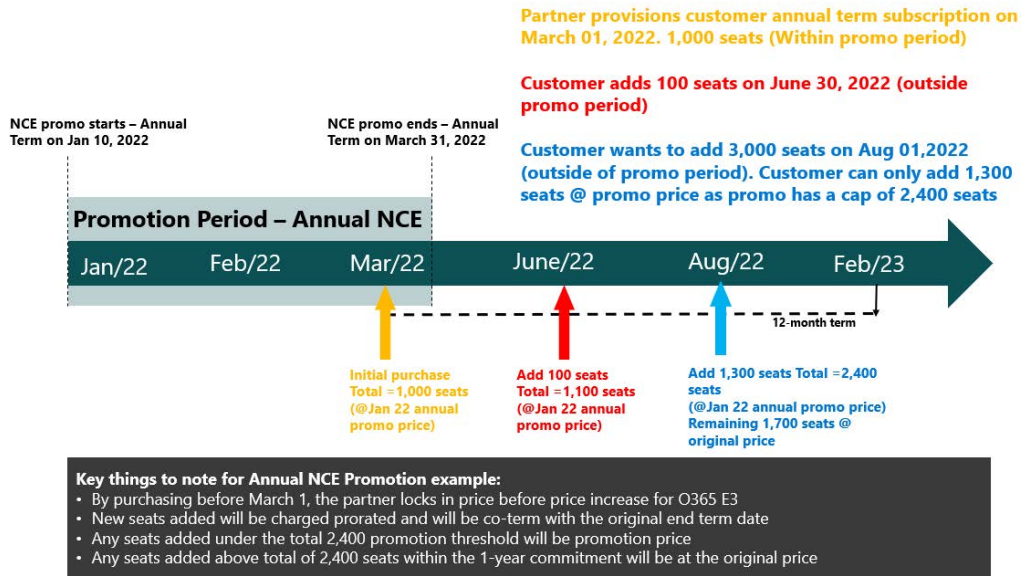 Partner provisions customer annual term subscription on
March 01, 2022. 1,000 seats (Within promo period)
Customer adds 100 seats on June 30, 2022 (outside
promo period)
Customer wants to add 3,000 seats on Aug 01,2022
(outside of promo period). Customer can only add 1,300
seats @ promo price as promo has a cap of 2,400 seats
NCE promo starts – Annual
Term on Jan 10, 2022
NCE promo ends – Annual
Term on March 31, 2022
Promotion Period – Annual NCE
Jan/22
Feb/22
Mar/22
June/22
Aug/22
Feb/23
12-month term
Initial purchase
Total =1,000 seats
(@Jan 22 annual
promo price)
Add 100 seats
Total =1,100 seats
(@Jan 22 annual
promo price)
Add 1,300 seats Total =2,400
seats
(@Jan 22 annual promo price)
Remaining 1,700 seats @
original price
Key things to note for Annual NCE Promotion example:
• By purchasing before March 1, the partner locks in price before price increase for O365 E3
• New seats added will be charged prorated and will be co-term with the original end term date
• Any seats added under the total 2,400 promotion threshold will be promotion price
• Any seats added above total of 2,400 seats within the 1-year commitment will be at the original price